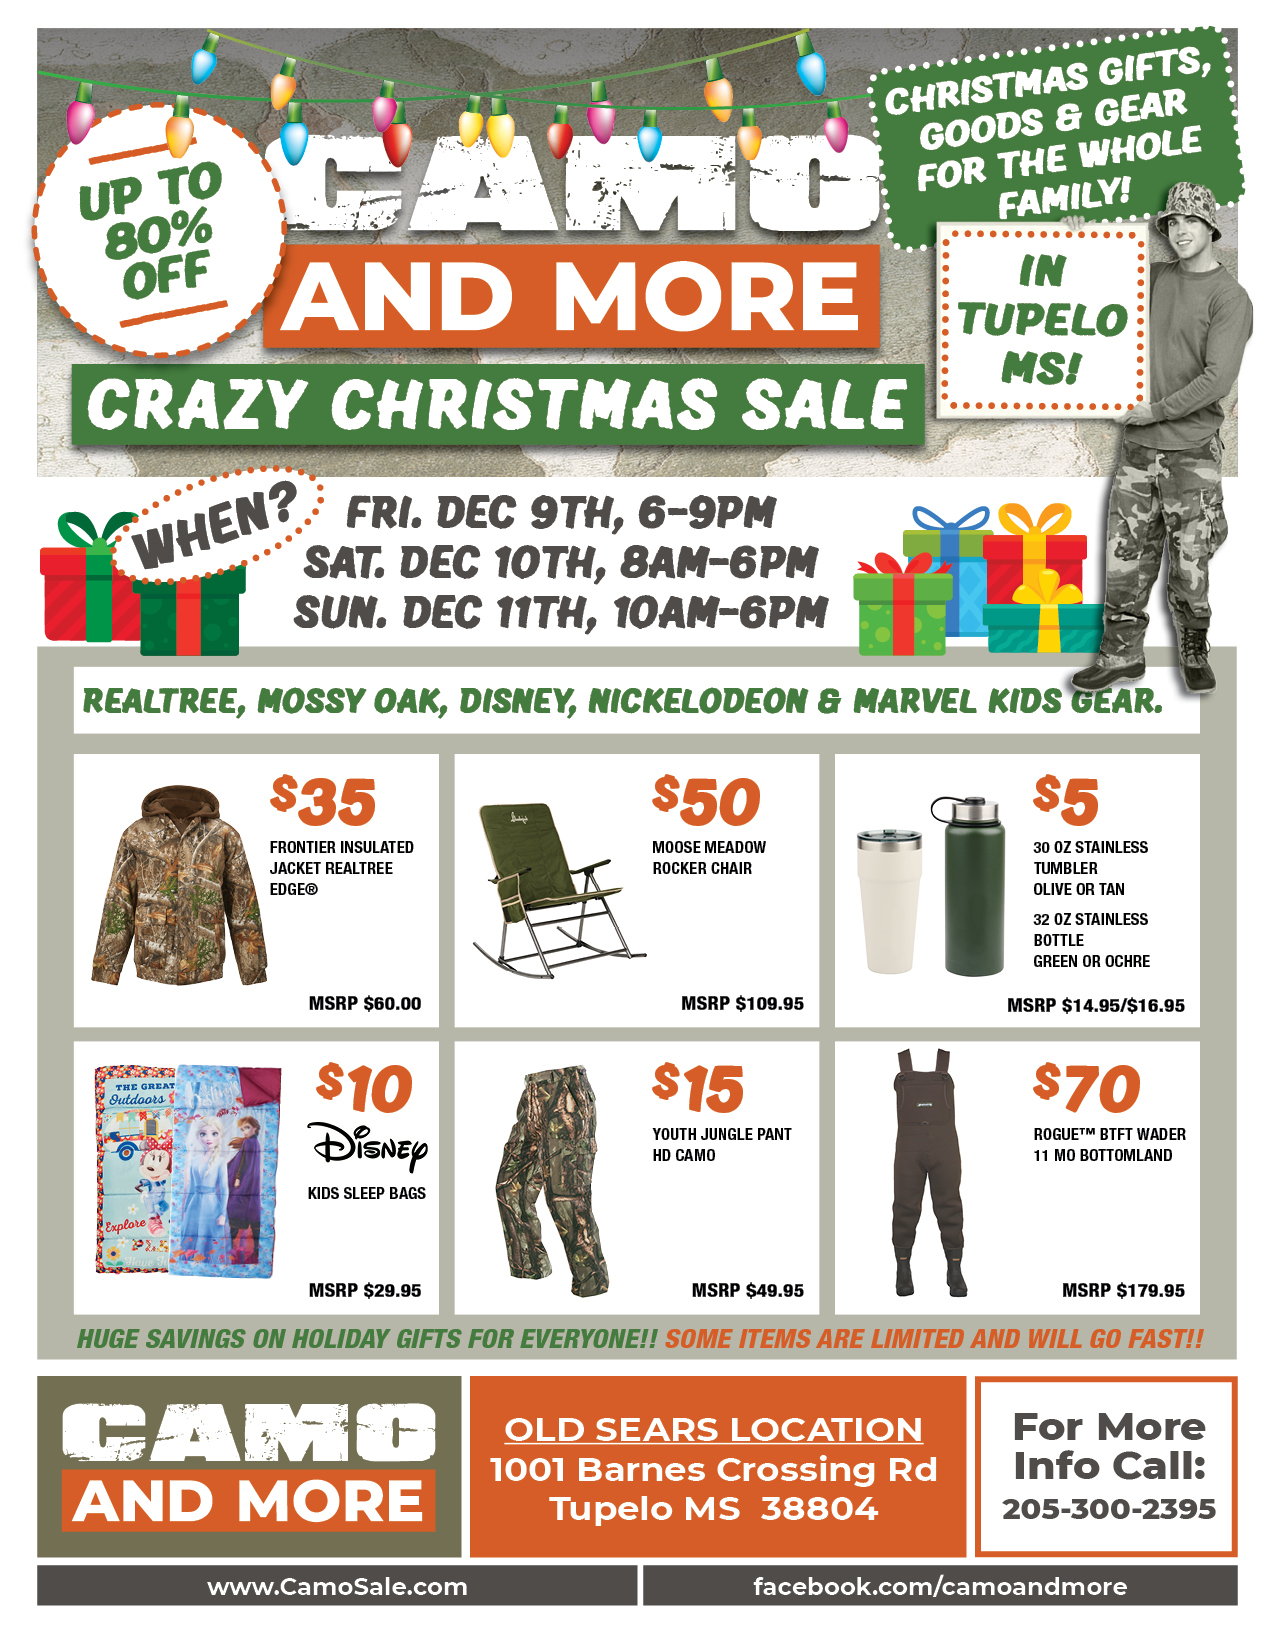 UP TO
80%
OFF
CAMO
AND MORE
CRAZY CHRISTMAS SALE
CHRISTMAS GIFTS,
GOODS & GEAR
FOR THE WHOLE
FAMILY!
IN
TUPELO
MS!
WHEN?
FRI. DEC 9TH, 6-9PM
SAT. DEC 10TH, 8AM-6PM
SUN. DEC 11TH, 10AM-6PM
REALTREE, MOSSY OAK, DISNEY, NICKELODEON & MARVEL KIDS GEAR.
$35
FRONTIER INSULATED
JACKET REALTREE
EDGE®
MSRP $60.00
$50
MOOSE MEADOW
ROCKER CHAIR
MSRP $109.95
$5
30 OZ STAINLESS
TUMBLER
OLIVE OR TAN
32 OZ STAINLESS
BOTTLE
GREEN OR OCHRE
MSRP $14.95/$16.95
THE GREAT
Outdoors
Explore
$10
Disney
KIDS SLEEP BAGS
MSRP $29.95
$15
YOUTH JUNGLE PANT
HD CAMO
MSRP $49.95
$70
ROGUE™ BTFT WADER
11 MO BOTTOMLAND
MSRP $179.95
HUGE SAVINGS ON HOLIDAY GIFTS FOR EVERYONE!! SOME ITEMS ARE LIMITED AND WILL GO FAST!!
CAMO
AND MORE
OLD SEARS LOCATION
1001 Barnes Crossing Rd
Tupelo MS 38804
For More
Info Call:
205-300-2395
www.CamoSale.com
facebook.com/camoandmore